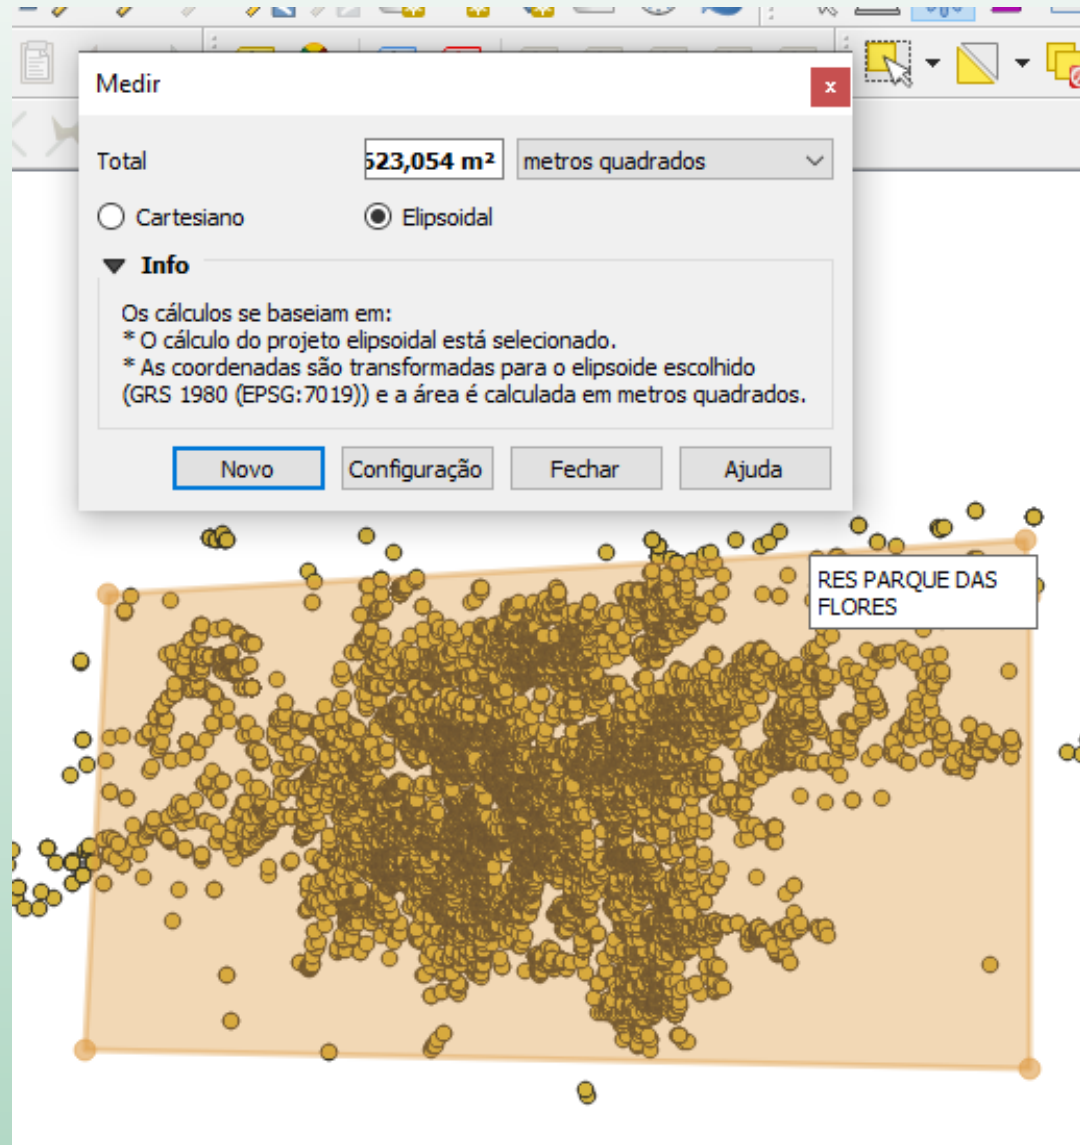 Medir
x
Total
523,054 m²
metros quadrados
Cartesiano
Elipsoidal
Info
Os cálculos se baseiam em:
* O cálculo do projeto elipsoidal está selecionado.
* As coordenadas são transformadas para o elipsoide escolhido
(GRS 1980 (EPSG:7019)) e a área é calculada em metros quadrados.
Novo
Configuração
Fechar
Ajuda
RES PARQUE DAS
FLORES